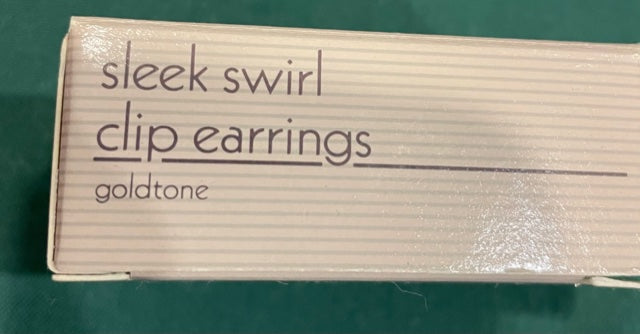 sleek swirl
clip earrings
goldtone